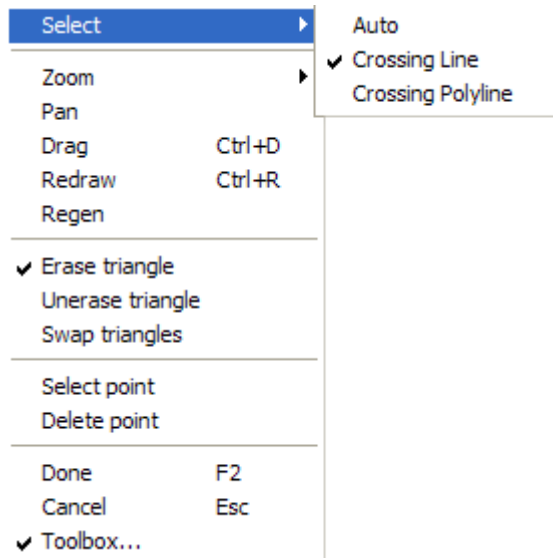 Select
Auto
Crossing Line
Crossing Polyline
Zoom
Pan
Drag Ctrl+D
Redraw Ctrl+R
Regen
Erase triangle
Unerase triangle
Swap triangles
Select point
Delete point
Done F2
Cancel Esc
Toolbox...